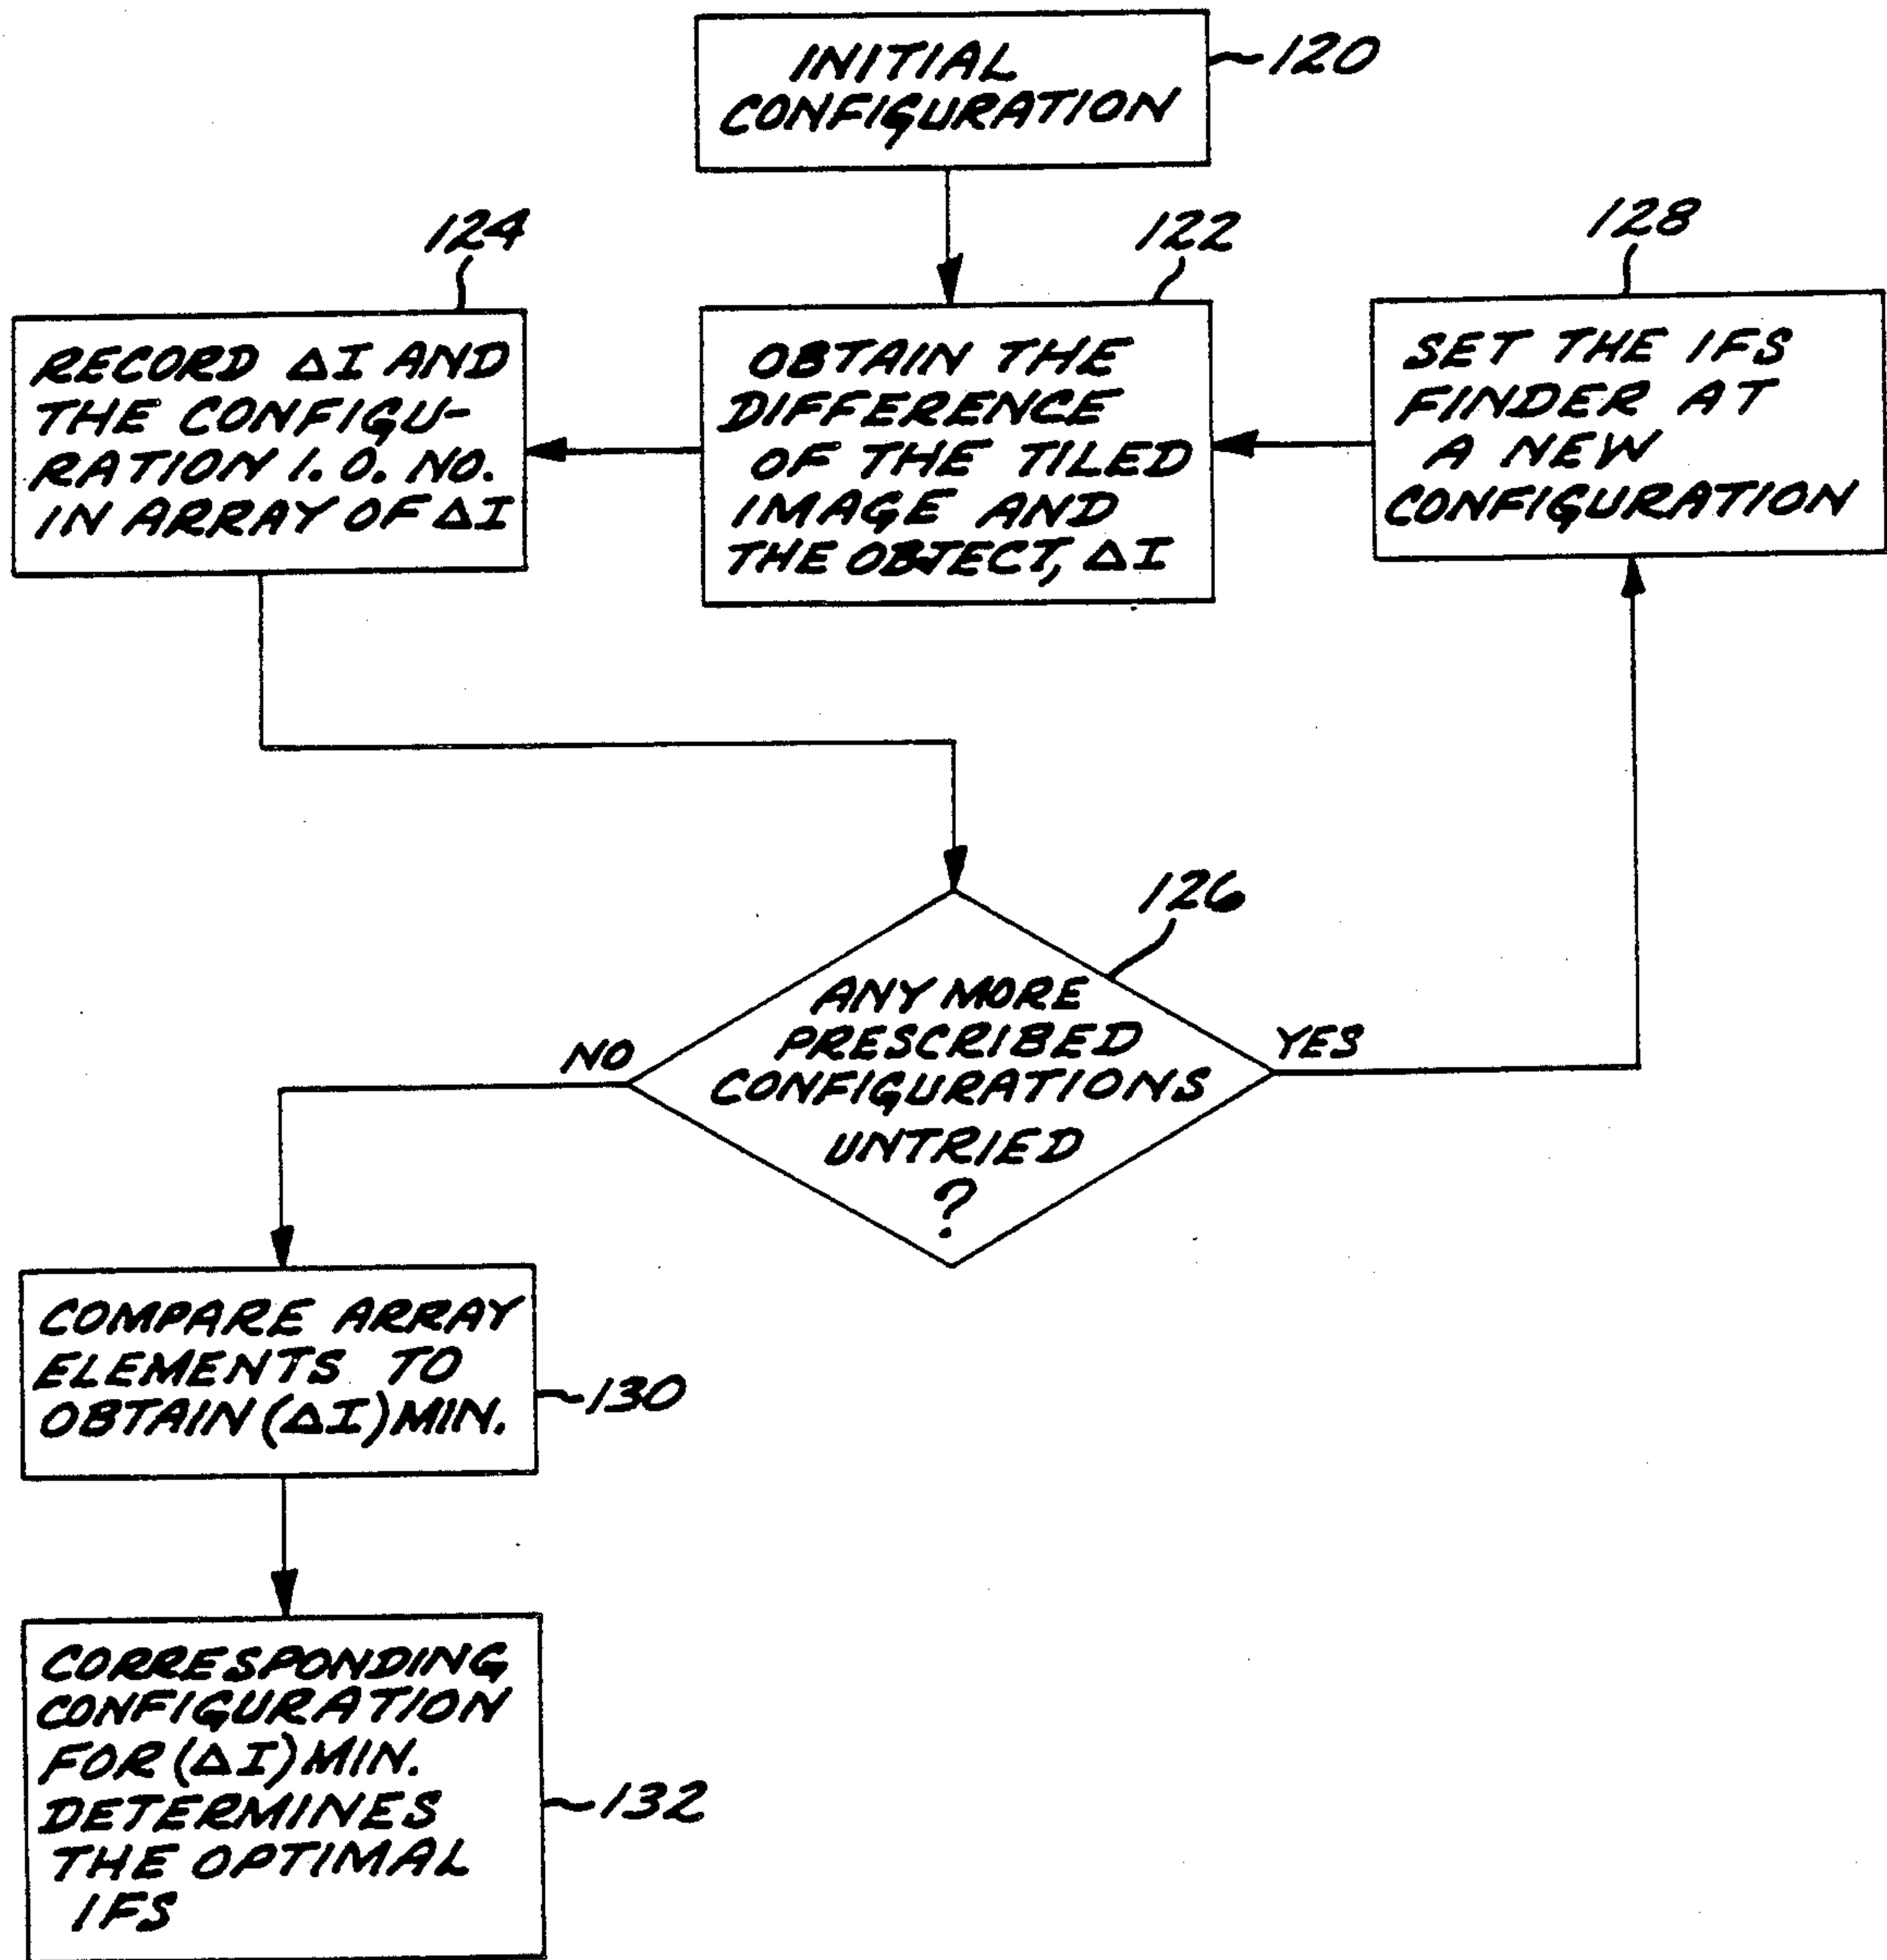 INITIAL
CONFIGURATION
120
122
OBTAIN THE
DIFFERENCE
OF THE TILED
IMAGE AND
THE OBJECT, ΔI
124
RECORD ΔI AND
THE CONFIGU-
RATION I. O. NO.
IN ARRAY OF ΔI
128
SET THE IFS
FINDER AT
A NEW
CONFIGURATION
126
ANY MORE
PRESCRIBED
CONFIGURATIONS
UNTRIED
?
NO
YES
COMPARE ARRAY
ELEMENTS TO
OBTAIN (ΔI) MIN.
130
CORRESPONDING
CONFIGURATION
FOR (ΔI) MIN.
DETERMINES
THE OPTIMAL
IFS
132